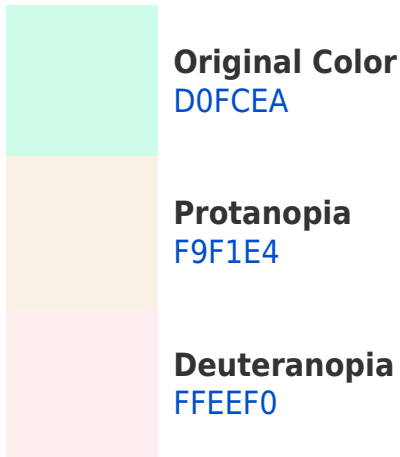 Original Color
D0FCEA
Protanopia
F9F1E4
Deuteranopia
FFEEF0